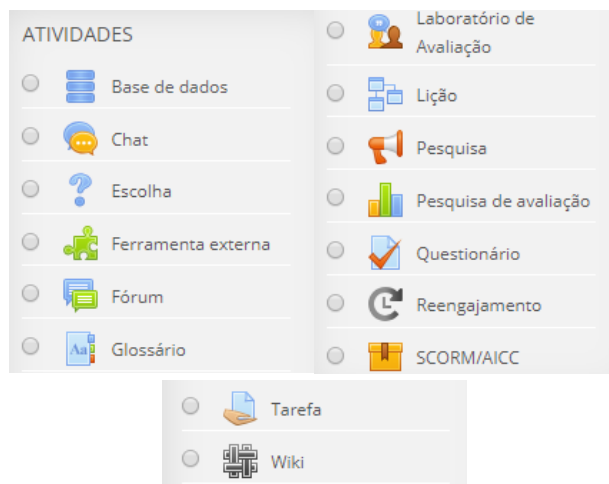 ATIVIDADES
Base de dados
Chat
Escolha
Ferramenta externa
Fórum
Aa
Glossário
Laboratório de
Avaliação
Lição
Pesquisa
Pesquisa de avaliação
Questionário
Reengajamento
SCORM/AICC
Tarefa
Wiki